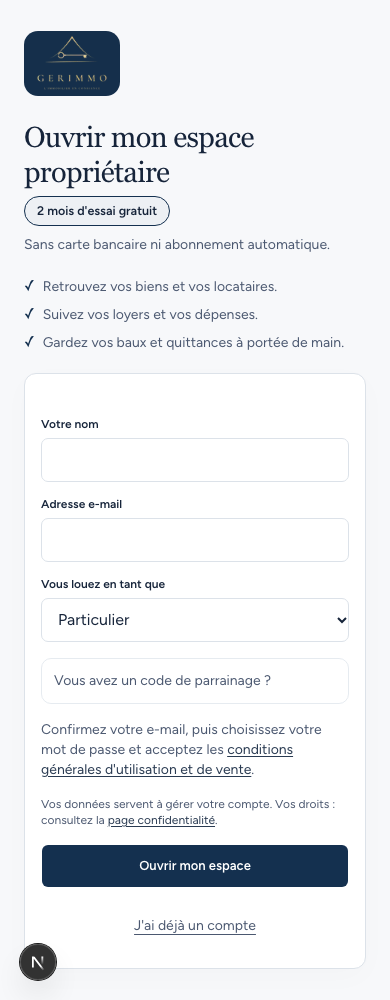 GERIMMO
Ouvrir mon espace
propriétaire
2 mois d'essai gratuit
Sans carte bancaire ni abonnement automatique.
✓ Retrouvez vos biens et vos locataires.
✓ Suivez vos loyers et vos dépenses.
✓ Gardez vos baux et quittances à portée de main.
Votre nom
Adresse e-mail
Vous louez en tant que
Particulier
Vous avez un code de parrainage ?
Confirmez votre e-mail, puis choisissez votre
mot de passe et acceptez les conditions
générales d'utilisation et de vente.
Vos données servent à gérer votre compte. Vos droits :
consultez la page confidentialité.
Ouvrir mon espace
J'ai déjà un compte
N